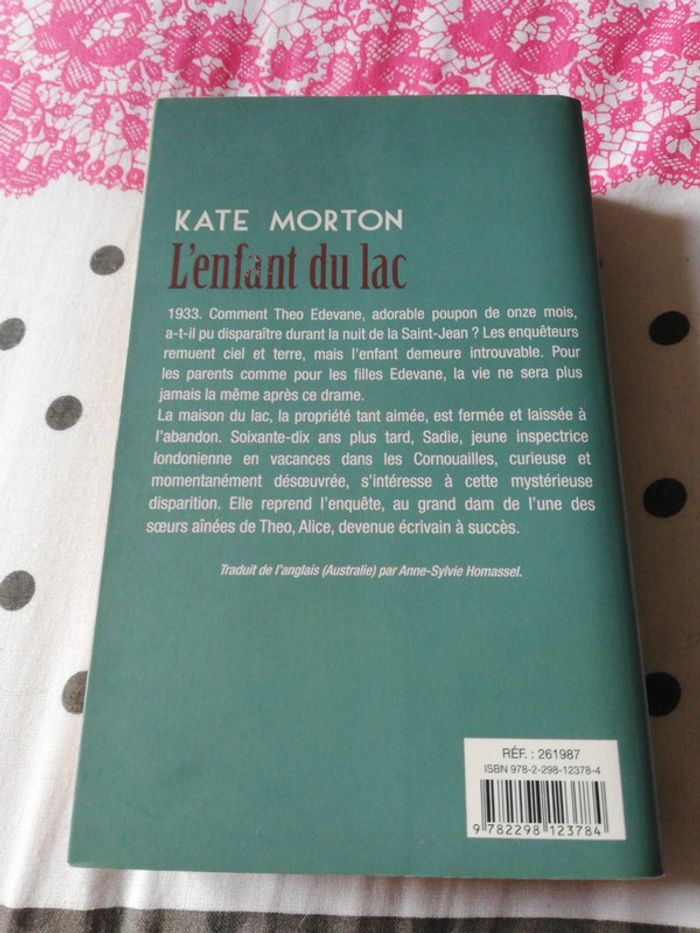 KATE MORTON
L'enfant du lac
1933. Comment Theo Edevane, adorable poupon de onze mois,
a-t-il pu disparaître durant la nuit de la Saint-Jean ? Les enquêteurs
remuent ciel et terre, mais l'enfant demeure introuvable. Pour
les parents comme pour les filles Edevane, la vie ne sera plus
jamais la même après ce drame.
La maison du lac, la propriété tant aimée, est fermée et laissée à
l'abandon. Soixante-dix ans plus tard, Sadie, jeune inspectrice
londonienne en vacances dans les Cornouailles, curieuse et
momentanément désœuvrée, s'intéresse à cette mystérieuse
disparition. Elle reprend l'enquête, au grand dam de l'une des
sœurs aînées de Theo, Alice, devenue écrivain à succès.
Traduit de l'anglais (Australie) par Anne-Sylvie Homassel.
RÉF. : 261987
ISBN 978-2-298-12378-4
9 782298 123784